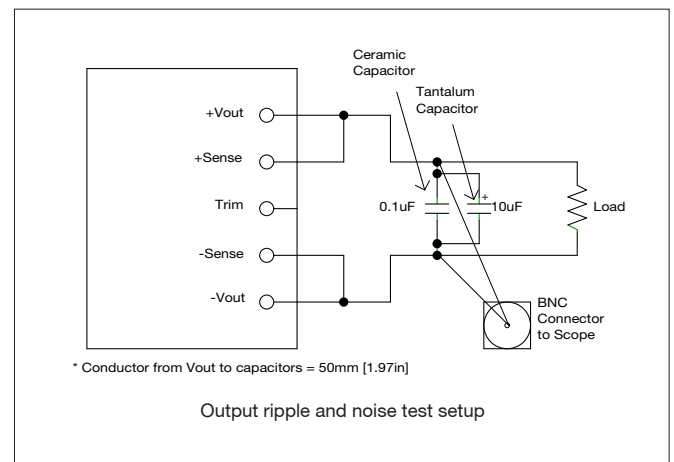 Ceramic
Capacitor
Tantalum
Capacitor
+Vout
+Sense
Trim
-Sense
-Vout
0.1uF
+
10uF
Load
BNC
Connector
to Scope
* Conductor from Vout to capacitors = 50mm [1.97in]
Output ripple and noise test setup